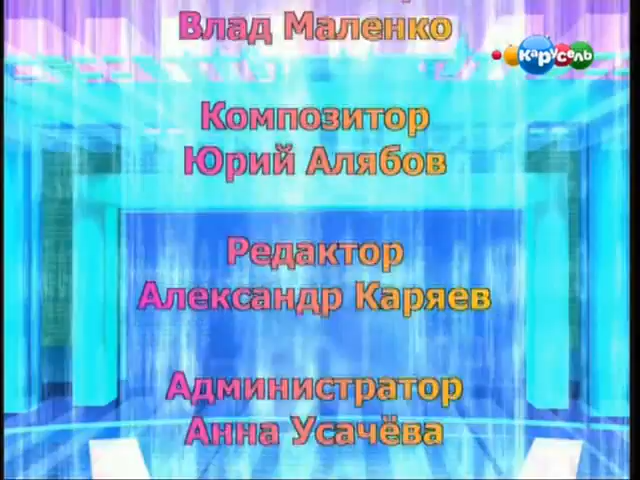 Влад Маленко
Карусель
Композитор
Юрий Алябов
Редактор
Александр Каряев
Администратор
Анна Усачёва